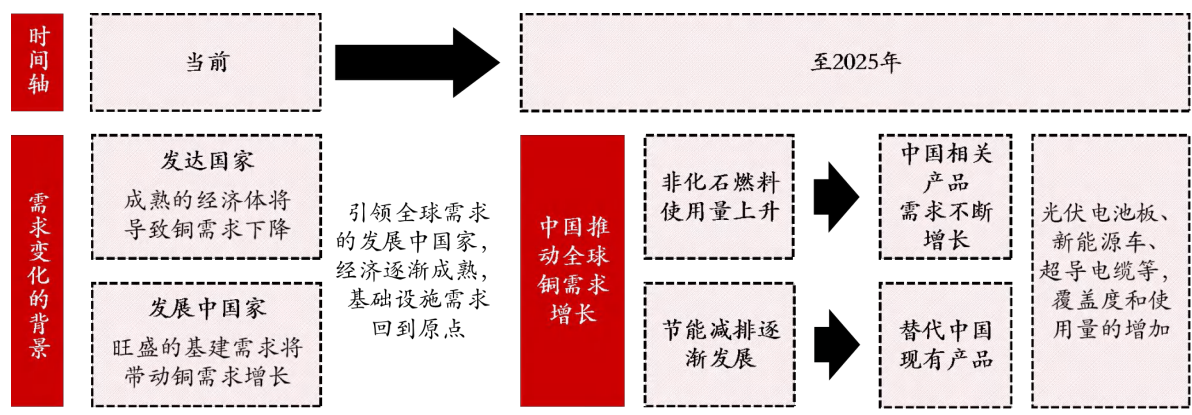 时
间
轴
当前
至2025年
需
求
变
化
的
背
景
发达国家
成熟的经济体将
导致铜需求下降
发展中国家
旺盛的基建需求将
带动铜需求增长
引领全球需求
的发展中国家，
经济逐渐成熟，
基础设施需求
回到原点
中国推
动全球
铜需求
增长
非化石燃料
使用量上升
中国相关
产品
需求不断
增长
节能减排逐
渐发展
替代中国
现有产品
光伏电池板、
新能源车、
超导电缆等，
覆盖度和使
用量的增加